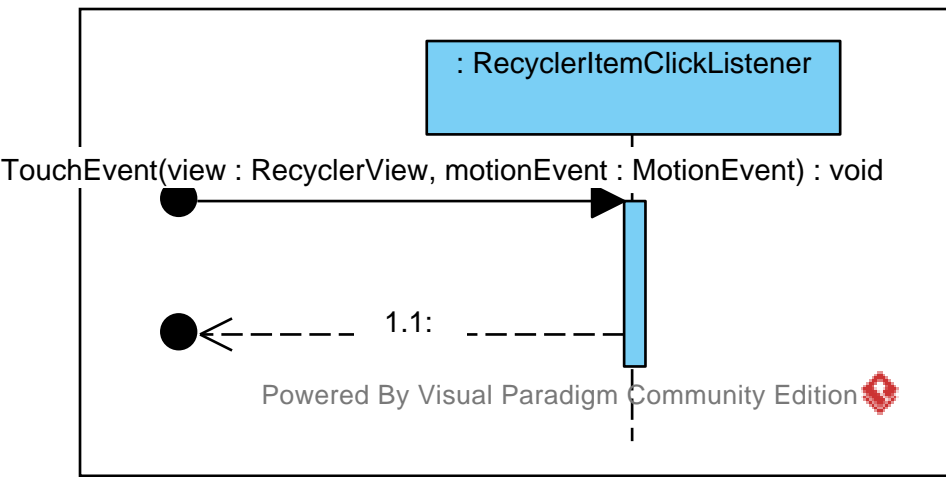 : RecyclerItemClickListener
TouchEvent(view : RecyclerView, motionEvent : MotionEvent) : void
1.1:
Powered By Visual Paradigm Community Edition